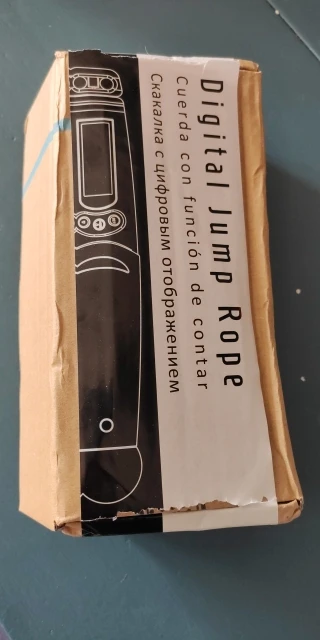 Digital Jump Rope
Cuerda con función de contar
Скакалка с цифровым отображением